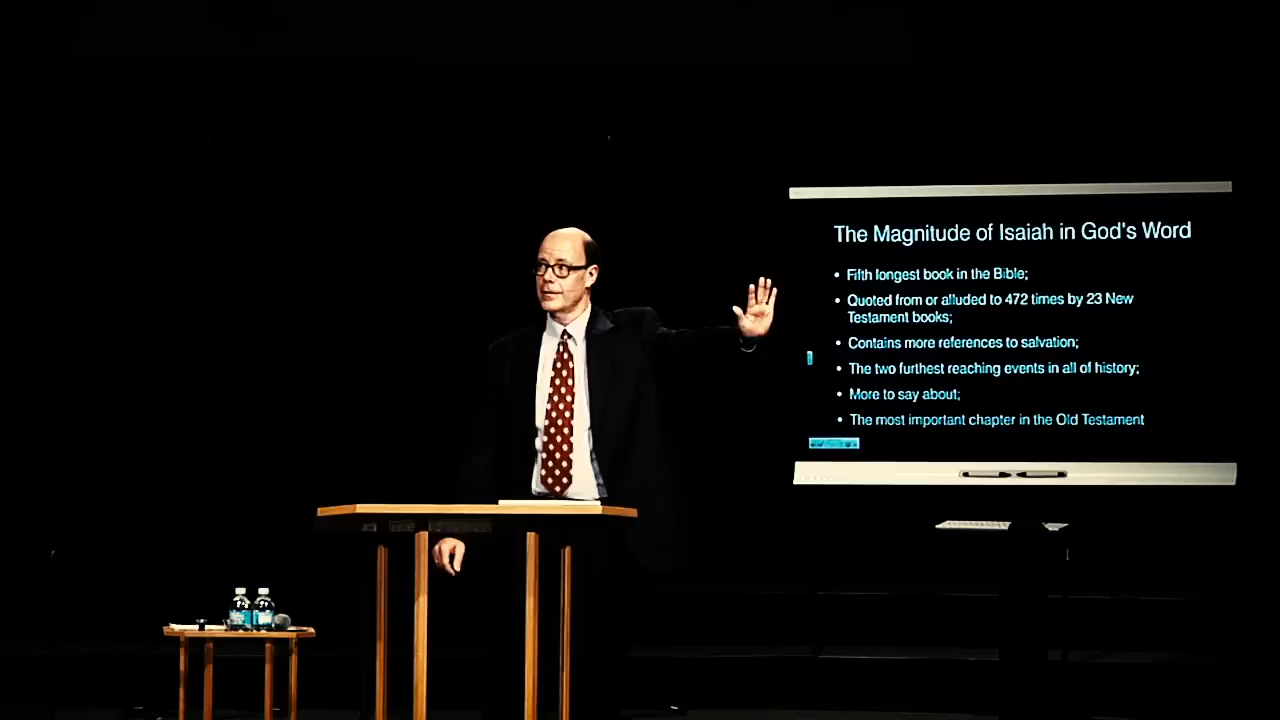 The Magnitude of Isaiah in God's Word
• Fifth longest book in the Bible;
• Quoted from or alluded to 472 times by 23 New
Testament books;
• Contains more references to salvation;
• The two furthest reaching events in all of history;
• More to say about;
• The most important chapter in the Old Testament